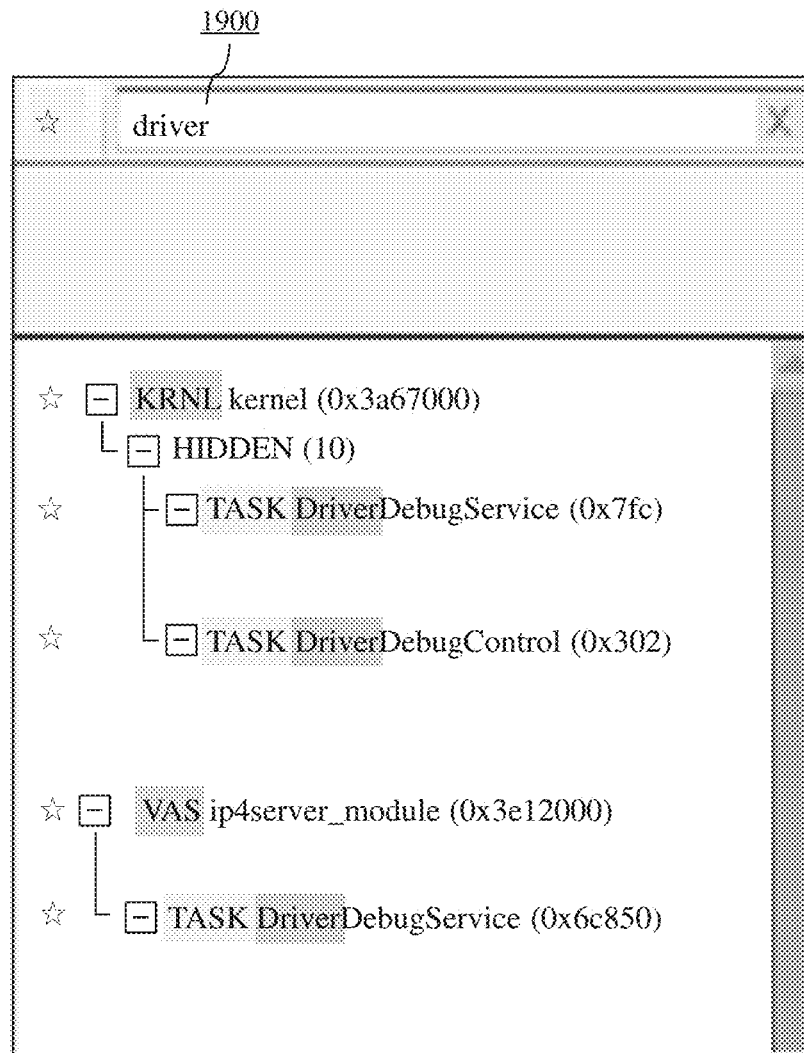 1900
driver X
KRNL kernel (0x3a67000)
HIDDEN (10)
TASK DriverDebugService (0x7fc)
TASK DriverDebugControl (0x302)
VAS ip4server_module (0x3e12000)
TASK DriverDebugService (0x6c850)